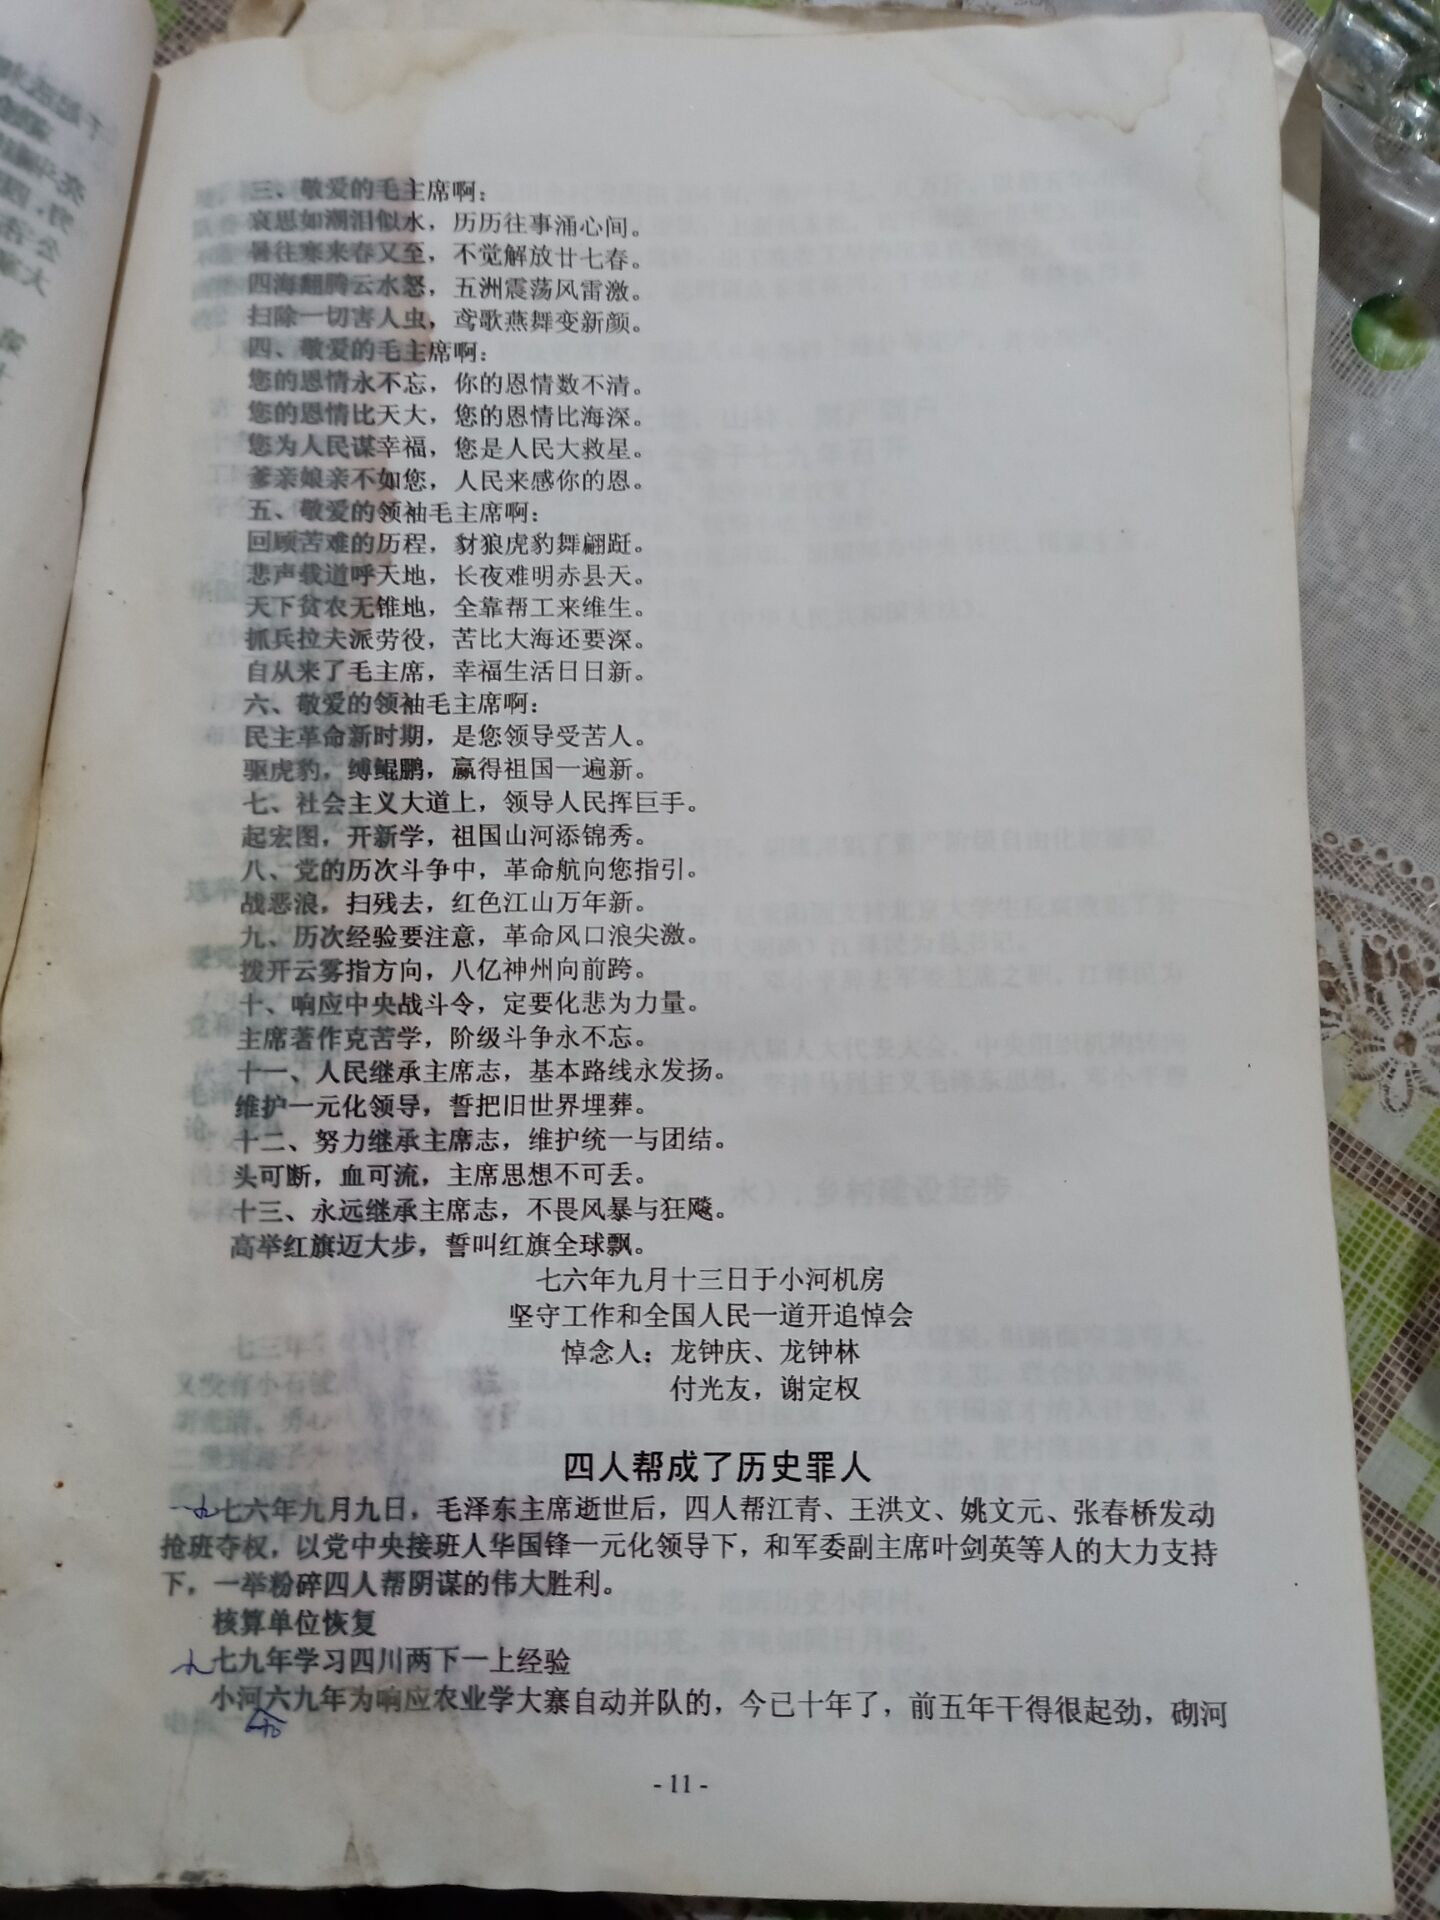 三、敬爱的毛主席啊：
哀思如潮泪似水，历历往事涌心间。
暑往寒来春又至，不觉解放廿七春。
四海翻腾云水怒，五洲震荡风雷激。
扫除一切害人虫，鸢歌燕舞变新颜。
四、敬爱的毛主席啊：
您的恩情永不忘，你的恩情数不清。
您的恩情比天大，您的恩情比海深。
您为人民谋幸福，您是人民大救星。
爹亲娘亲不如您，人民来感你的恩。
五、敬爱的领袖毛主席啊：
回顾苦难的历程，豺狼虎豹舞翩跹。
悲声载道呼天地，长夜难明赤县天。
天下贫农无锥地，全靠帮工来维生。
抓兵拉夫派劳役，苦比大海还要深。
自从来了毛主席，幸福生活日日新。
六、敬爱的领袖毛主席啊：
民主革命新时期，是您领导受苦人。
驱虎豹，缚鲲鹏，赢得祖国一遍新。
七、社会主义大道上，领导人民挥巨手。
起宏图，开新学，祖国山河添锦秀。
八、党的历次斗争中，革命航向您指引。
战恶浪，扫残去，红色江山万年新。
九、历次经验要注意，革命风口浪尖激。
拨开云雾指方向，八亿神州向前跨。
十、响应中央战斗令，定要化悲为力量。
主席著作克苦学，阶级斗争永不忘。
十一、人民继承主席志，基本路线永发扬。
维护一元化领导，誓把旧世界埋葬。
十二、努力继承主席志，维护统一与团结。
头可断，血可流，主席思想不可丢。
十三、永远继承主席志，不畏风暴与狂飚。
高举红旗迈大步，誓叫红旗全球飘。
七六年九月十三日于小河机房
坚守工作和全国人民一道开追悼会
悼念人：龙钟庆、龙钟林
付光友，谢定权
四人帮成了历史罪人
七六年九月九日，毛泽东主席逝世后，四人帮江青、王洪文、姚文元、张春桥发动
抢班夺权，以党中央接班人华国锋一元化领导下，和军委副主席叶剑英等人的大力支持
下，一举粉碎四人帮阴谋的伟大胜利。
核算单位恢复
七九年学习四川两下一上经验
小河六九年为响应农业学大寨自动并队的，今已十年了，前五年干得很起劲，砌河
- 11 -